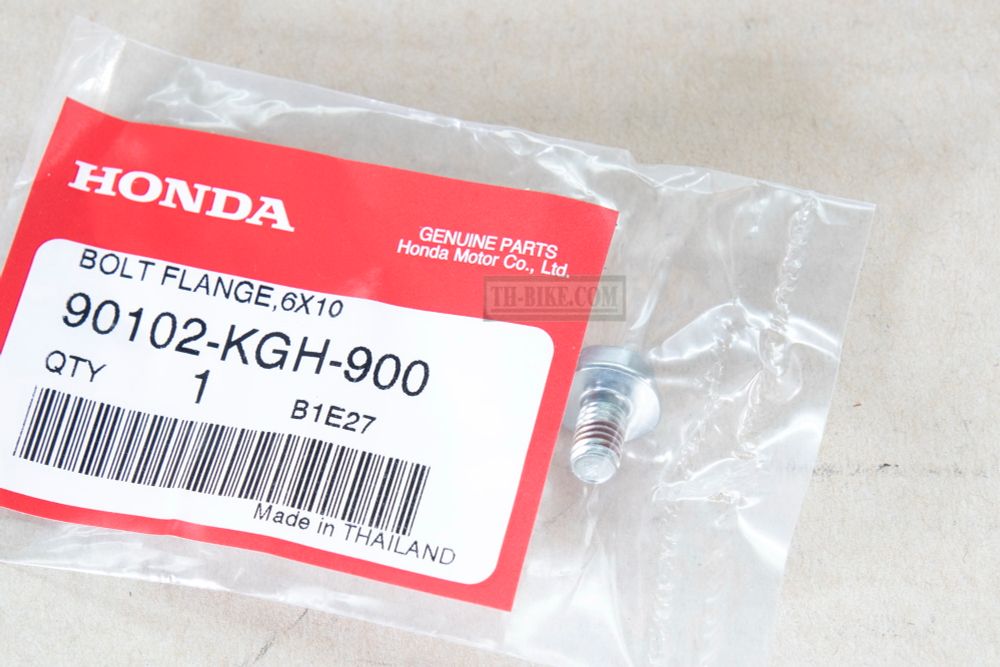 HONDA
GENUINE PARTS
Honda Motor Co., Ltd.
BOLT FLANGE,6X10
90102-KGH-900
QTY 1 B1E27
Made in THAILAND
TH-BIKE.COM